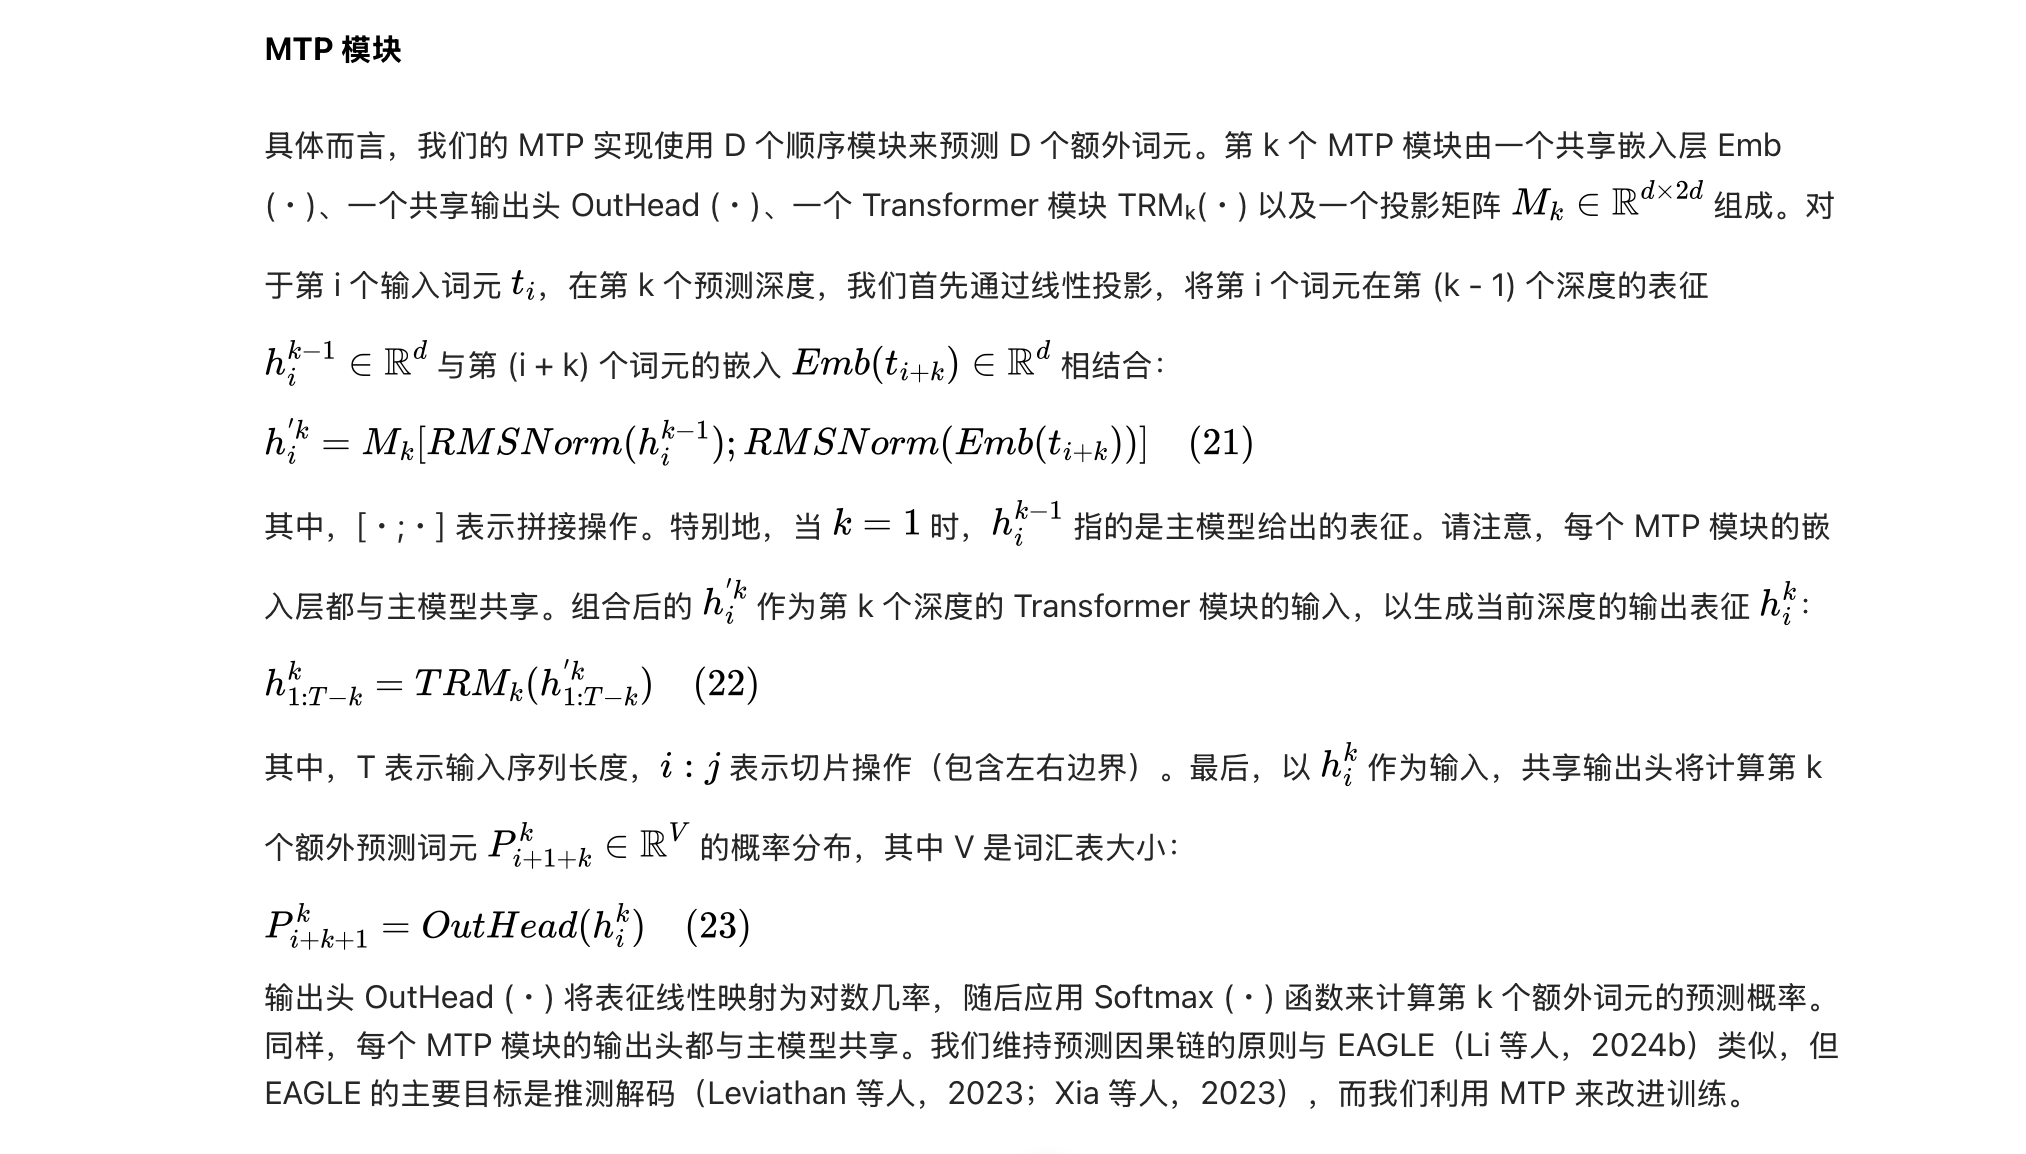 MTP 模块
具体而言，我们的 MTP 实现使用 D 个顺序模块来预测 D 个额外词元。第 k 个 MTP 模块由一个共享嵌入层 Emb
(・)、一个共享输出头 OutHead (・)、一个 Transformer 模块 TRMₖ(・) 以及一个投影矩阵 $M_k \in \mathbb{R}^{d \times 2d}$ 组成。对
于第 i 个输入词元 $t_i$，在第 k 个预测深度，我们首先通过线性投影，将第 i 个词元在第 (k - 1) 个深度的表征
$h_i^{k-1} \in \mathbb{R}^d$ 与第 (i + k) 个词元的嵌入 $Emb(t_{i+k}) \in \mathbb{R}^d$ 相结合：
$h_i^{'k} = M_k[RMSNorm(h_i^{k-1}); RMSNorm(Emb(t_{i+k}))] \quad (21)$
其中，[・;・] 表示拼接操作。特别地，当 $k = 1$ 时，$h_i^{k-1}$ 指的是主模型给出的表征。请注意，每个 MTP 模块的嵌
入层都与主模型共享。组合后的 $h_i^{'k}$ 作为第 k 个深度的 Transformer 模块的输入，以生成当前深度的输出表征 $h_i^k$：
$h_{1:T-k}^k = TRM_k(h_{1:T-k}^{'k}) \quad (22)$
其中，T 表示输入序列长度，$i : j$ 表示切片操作（包含左右边界）。最后，以 $h_i^k$ 作为输入，共享输出头将计算第 k
个额外预测词元 $P_{i+1+k}^k \in \mathbb{R}^V$ 的概率分布，其中 V 是词汇表大小：
$P_{i+k+1}^k = OutHead(h_i^k) \quad (23)$
输出头 OutHead (・) 将表征线性映射为对数几率，随后应用 Softmax (・) 函数来计算第 k 个额外词元的预测概率。
同样，每个 MTP 模块的输出头都与主模型共享。我们维持预测因果链的原则与 EAGLE（Li 等人，2024b）类似，但
EAGLE 的主要目标是推测解码（Leviathan 等人，2023；Xia 等人，2023），而我们利用 MTP 来改进训练。